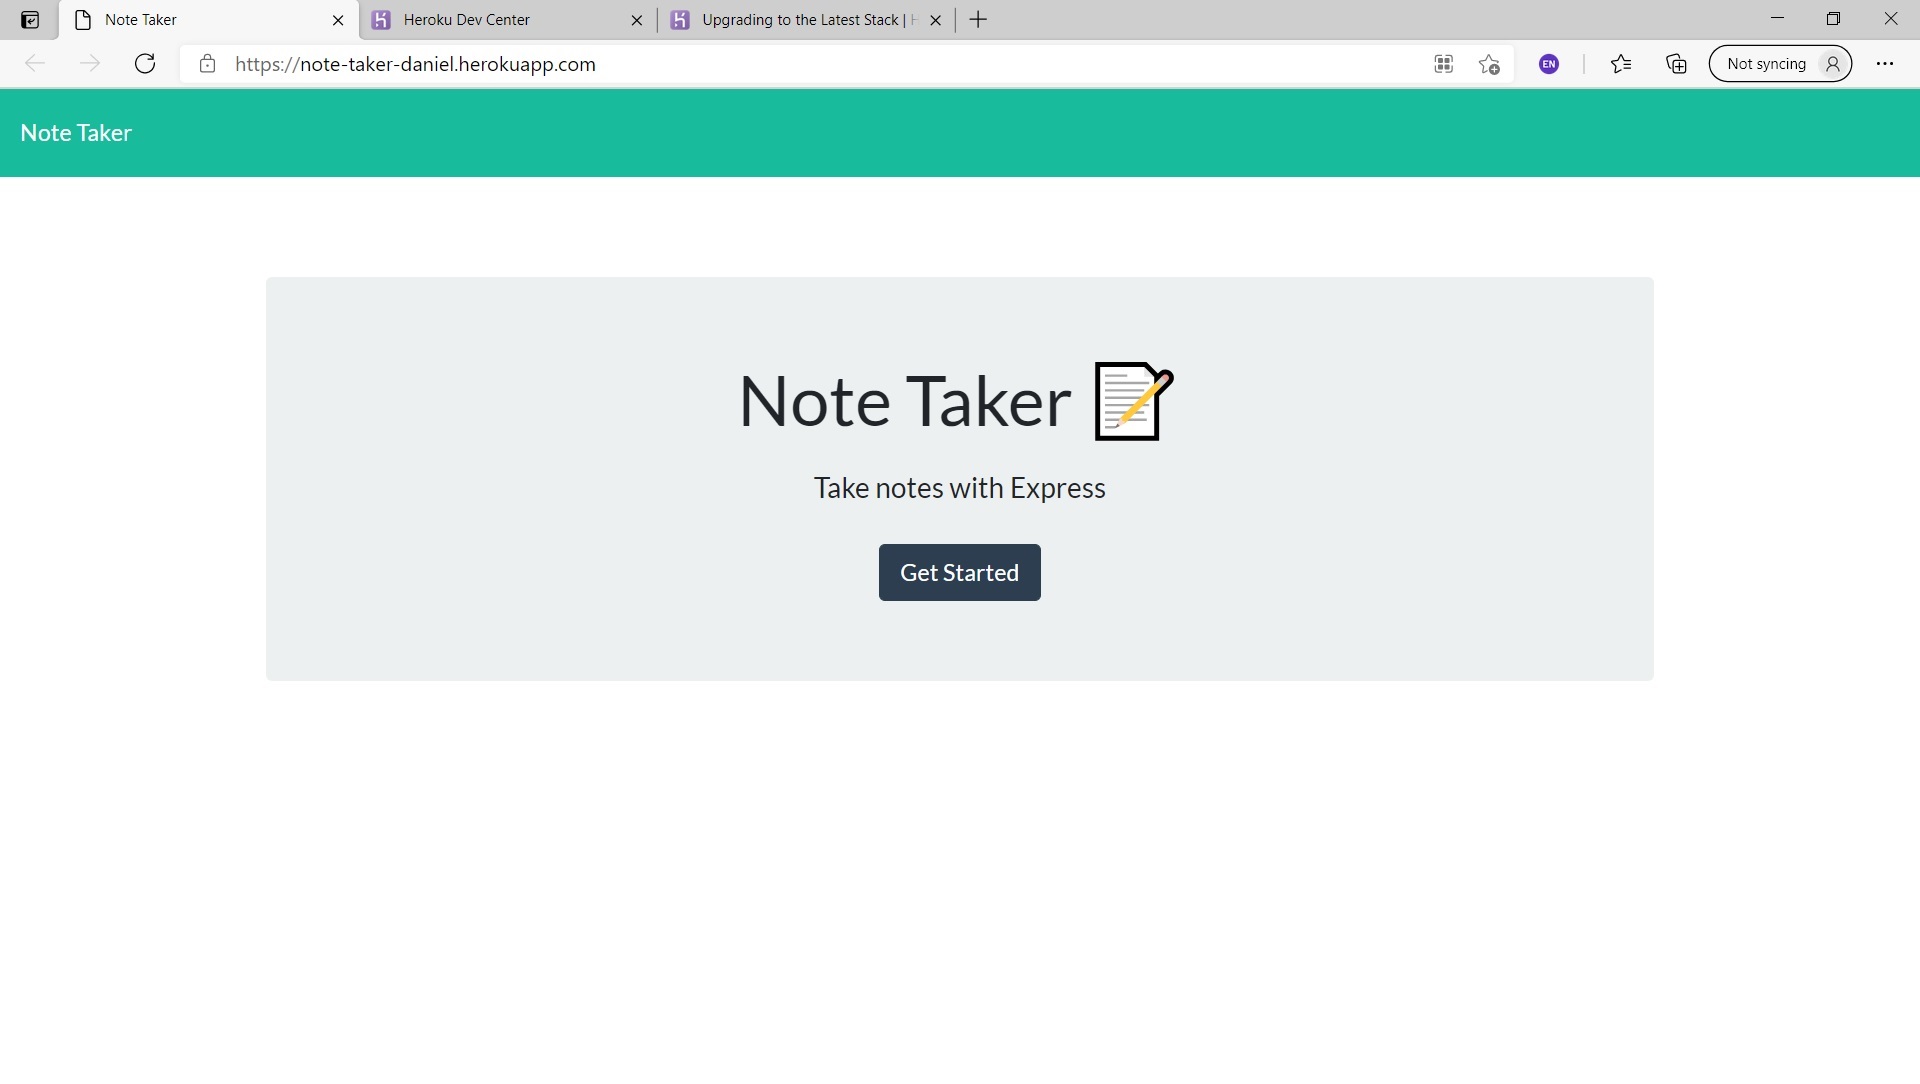 Note Taker
Heroku Dev Center
Upgrading to the Latest Stack |
https://note-taker-daniel.herokuapp.com
EN
Not syncing
Note Taker
Note Taker
Take notes with Express
Get Started